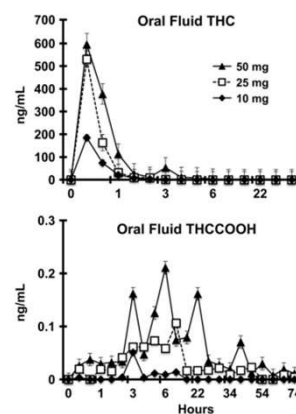 Oral Fluid THC
700
600
500
400
300
200
100
0
ng/mL
50 mg
25 mg
10 mg
0 1 3 6 22
Oral Fluid THCCOOH
0.3
0.2
0.1
0
ng/mL
0 1 3 6 22 34 54 74
Hours